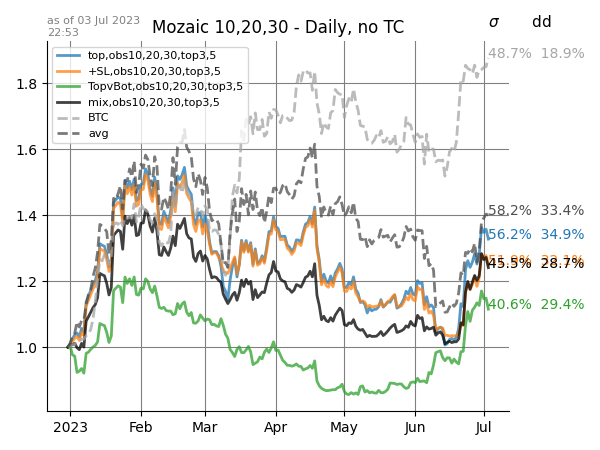 as of 03 Jul 2023
22:53
Mozaic 10,20,30 - Daily, no TC
σ dd
48.7% 18.9%
top,obs10,20,30,top3,5
+SL,obs10,20,30,top3,5
TopvBot,obs10,20,30,top3,5
mix,obs10,20,30,top3,5
BTC
avg
1.8
1.6
1.4
1.2
1.0
58.2% 33.4%
56.2% 34.9%
45.5% 28.7%
40.6% 29.4%
2023 Feb Mar Apr May Jun Jul